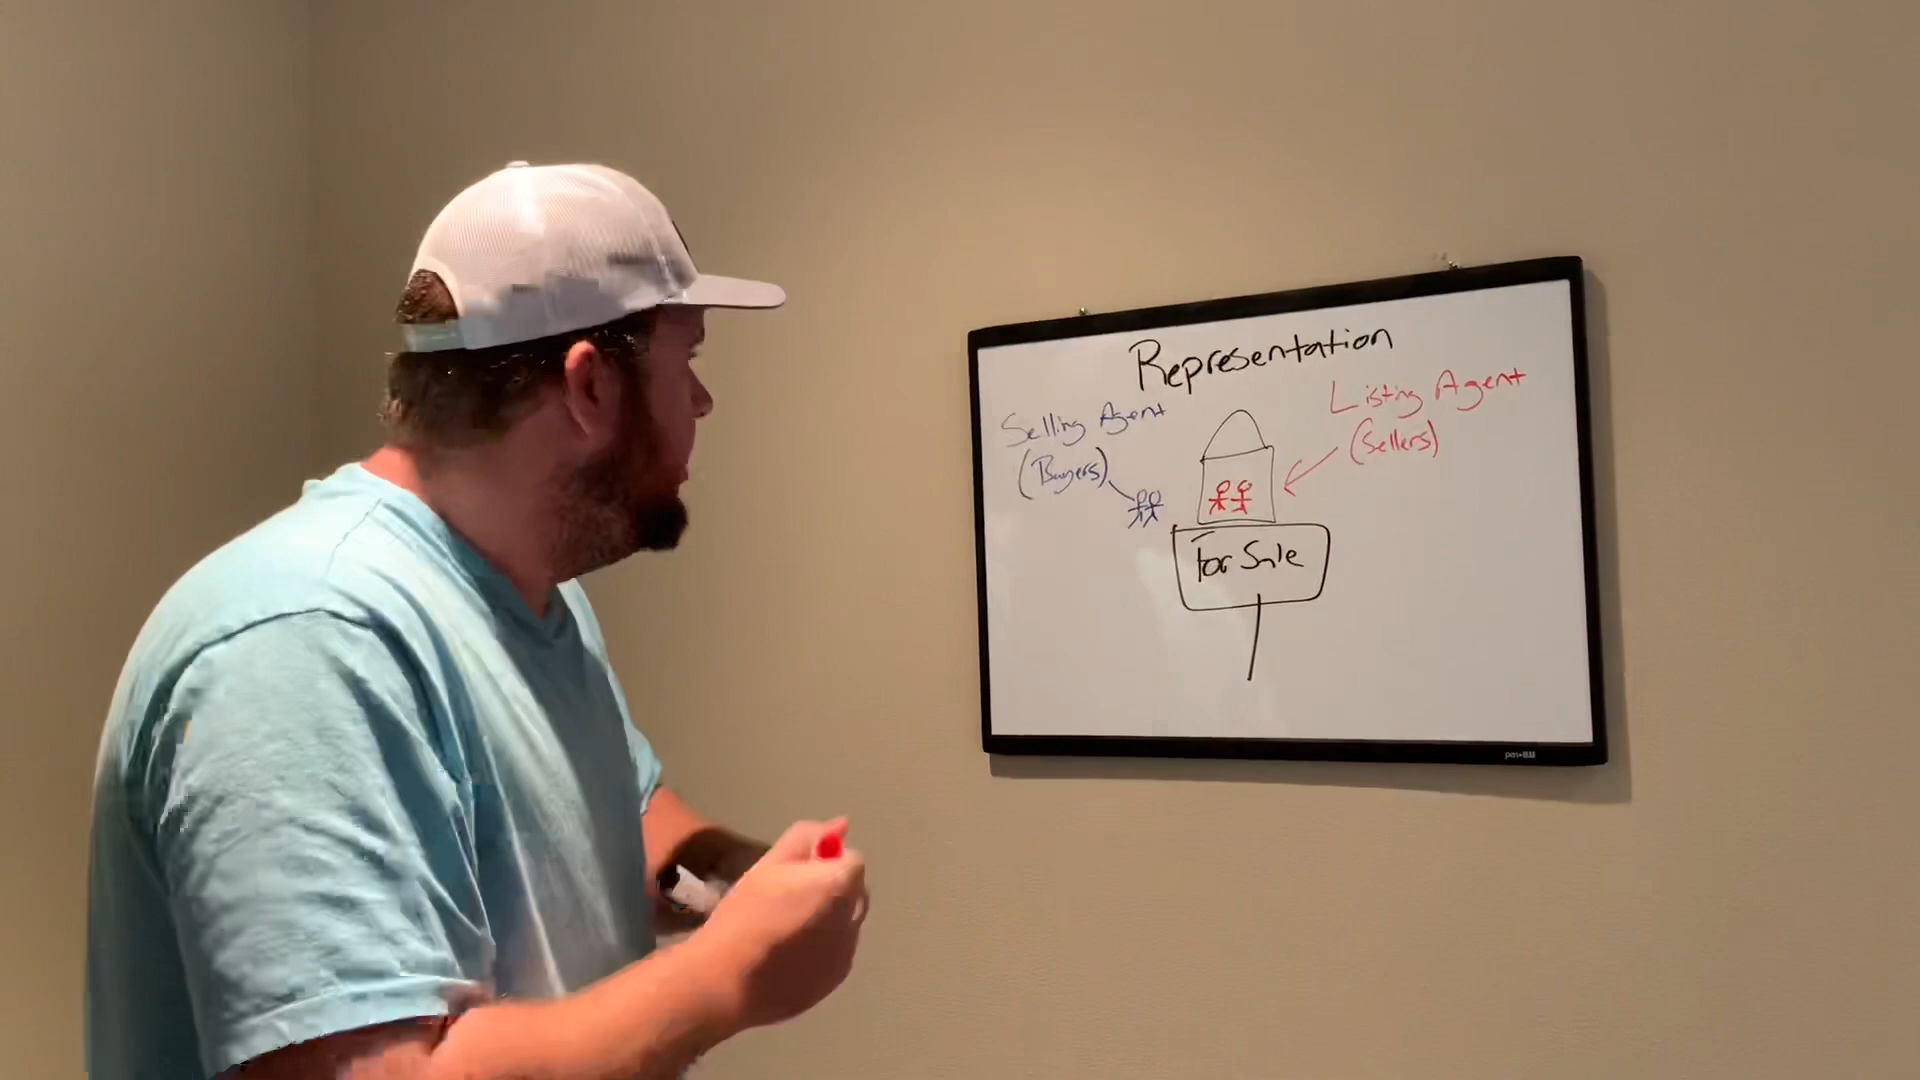 Representation
Selling Agent
(Buyers)
Listing Agent
(Sellers)
For Sale